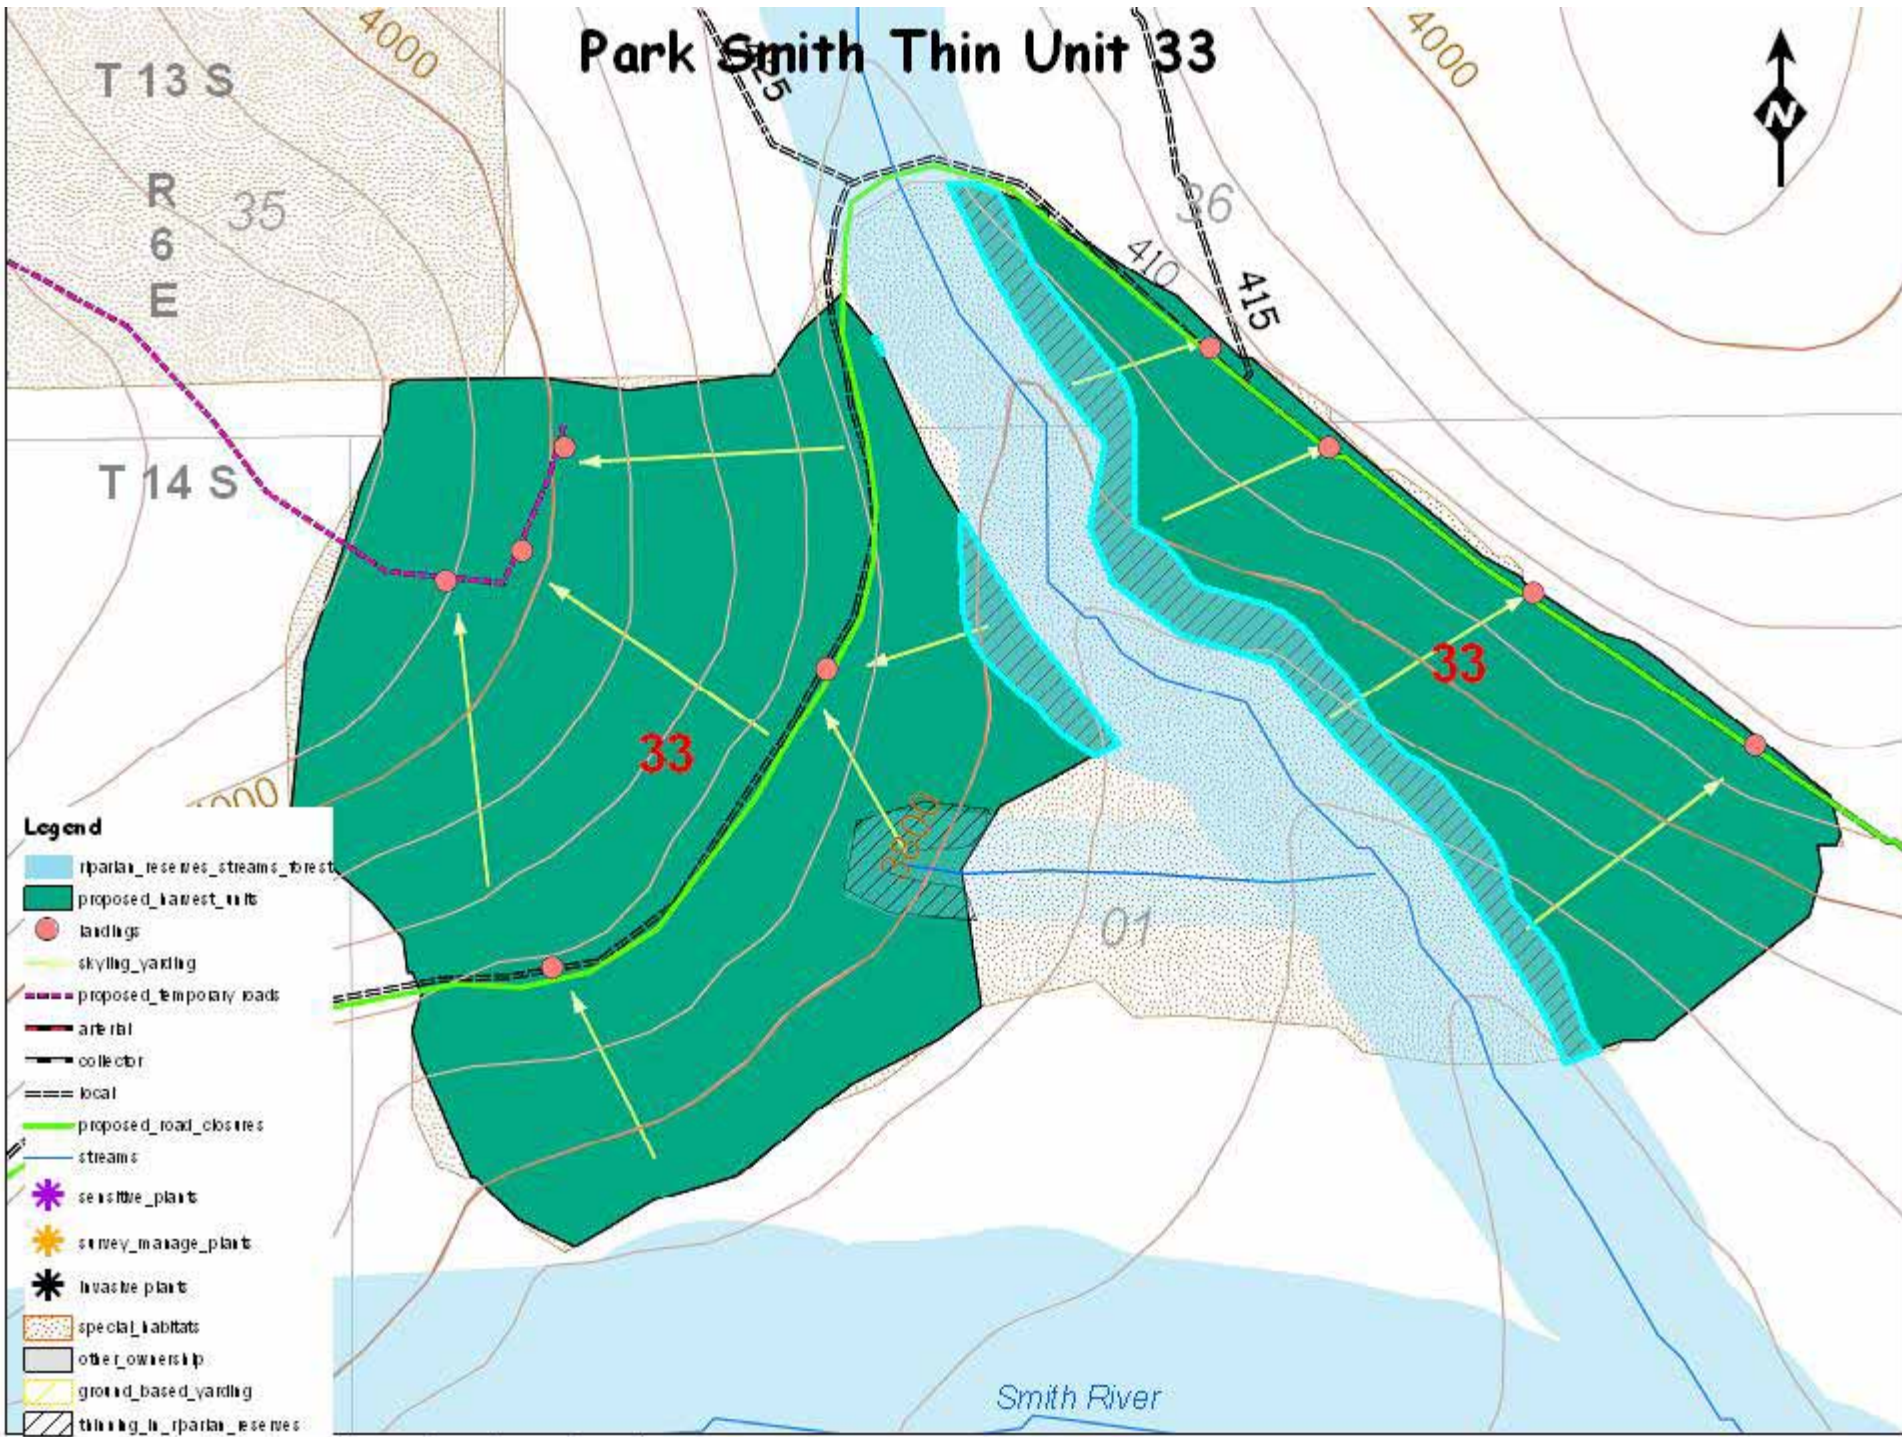 Park Smith Thin Unit 33
4000
4000
T 13 S
N
R
6
E
35
36
410
415
T 14 S
33
33
01
Legend
riparian_reserves_streams_forest
proposed_harvest_units
landings
skyling_yarding
proposed_temporary roads
arterial
collector
local
proposed_road_closures
streams
sensitive_plants
survey_manage_plants
invasive plants
special_habitats
other_ownership
ground_based_yarding
thinning_in_riparian_reserves
Smith River